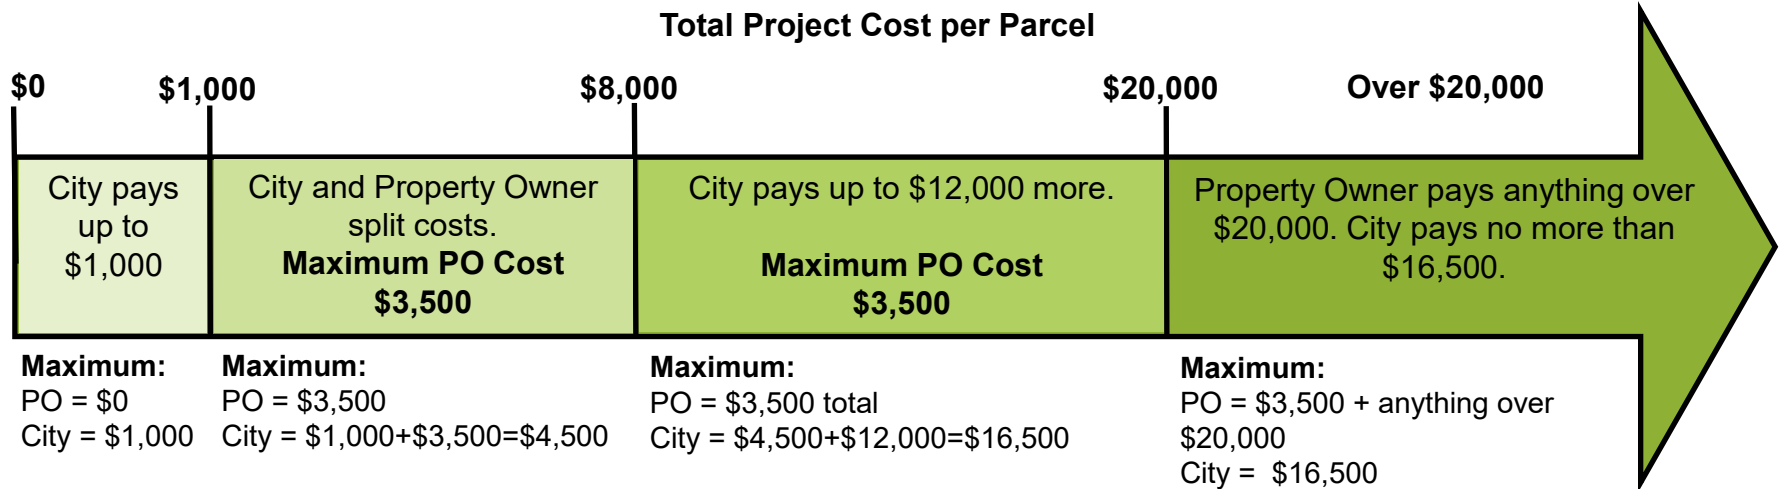 Total Project Cost per Parcel
$0
$1,000
$8,000
$20,000
Over $20,000
City pays
up to
$1,000
City and Property Owner
split costs.
Maximum PO Cost
$3,500
City pays up to $12,000 more.
Maximum PO Cost
$3,500
Property Owner pays anything over
$20,000. City pays no more than
$16,500.
Maximum:
PO = $0
City = $1,000
Maximum:
PO = $3,500
City = $1,000+$3,500=$4,500
Maximum:
PO = $3,500 total
City = $4,500+$12,000=$16,500
Maximum:
PO = $3,500 + anything over
$20,000
City =  $16,500